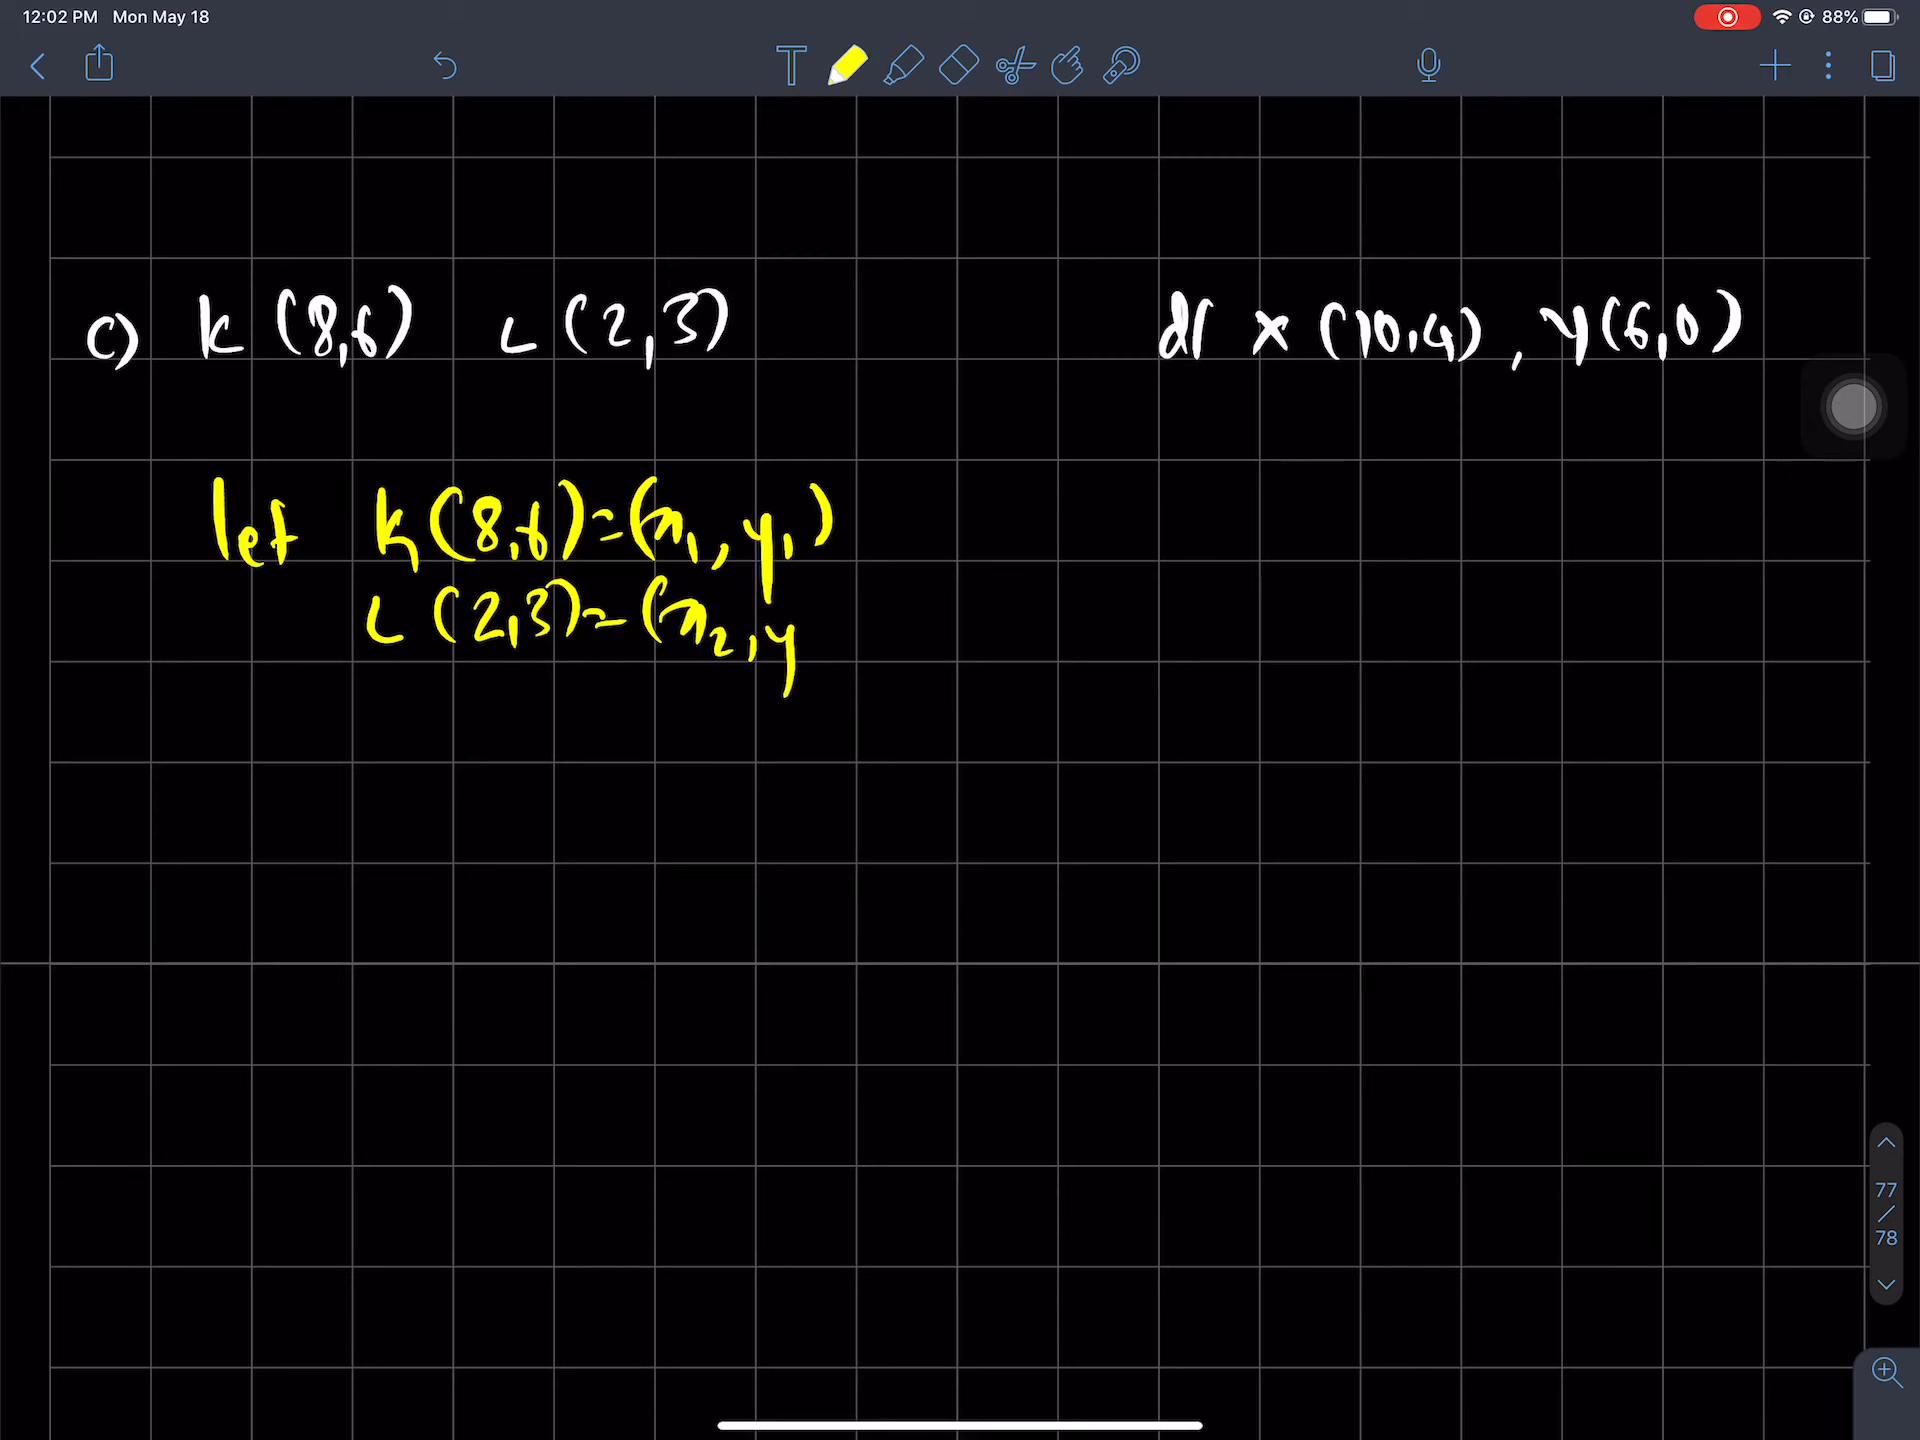 12:02 PM Mon May 18
88%
c) K (8,6) L (2,3)
d( X (10,4), Y(6,0)
let K(8,6)=(x₁, y₁)
L (2,3)=(x₂,y
77
/
78